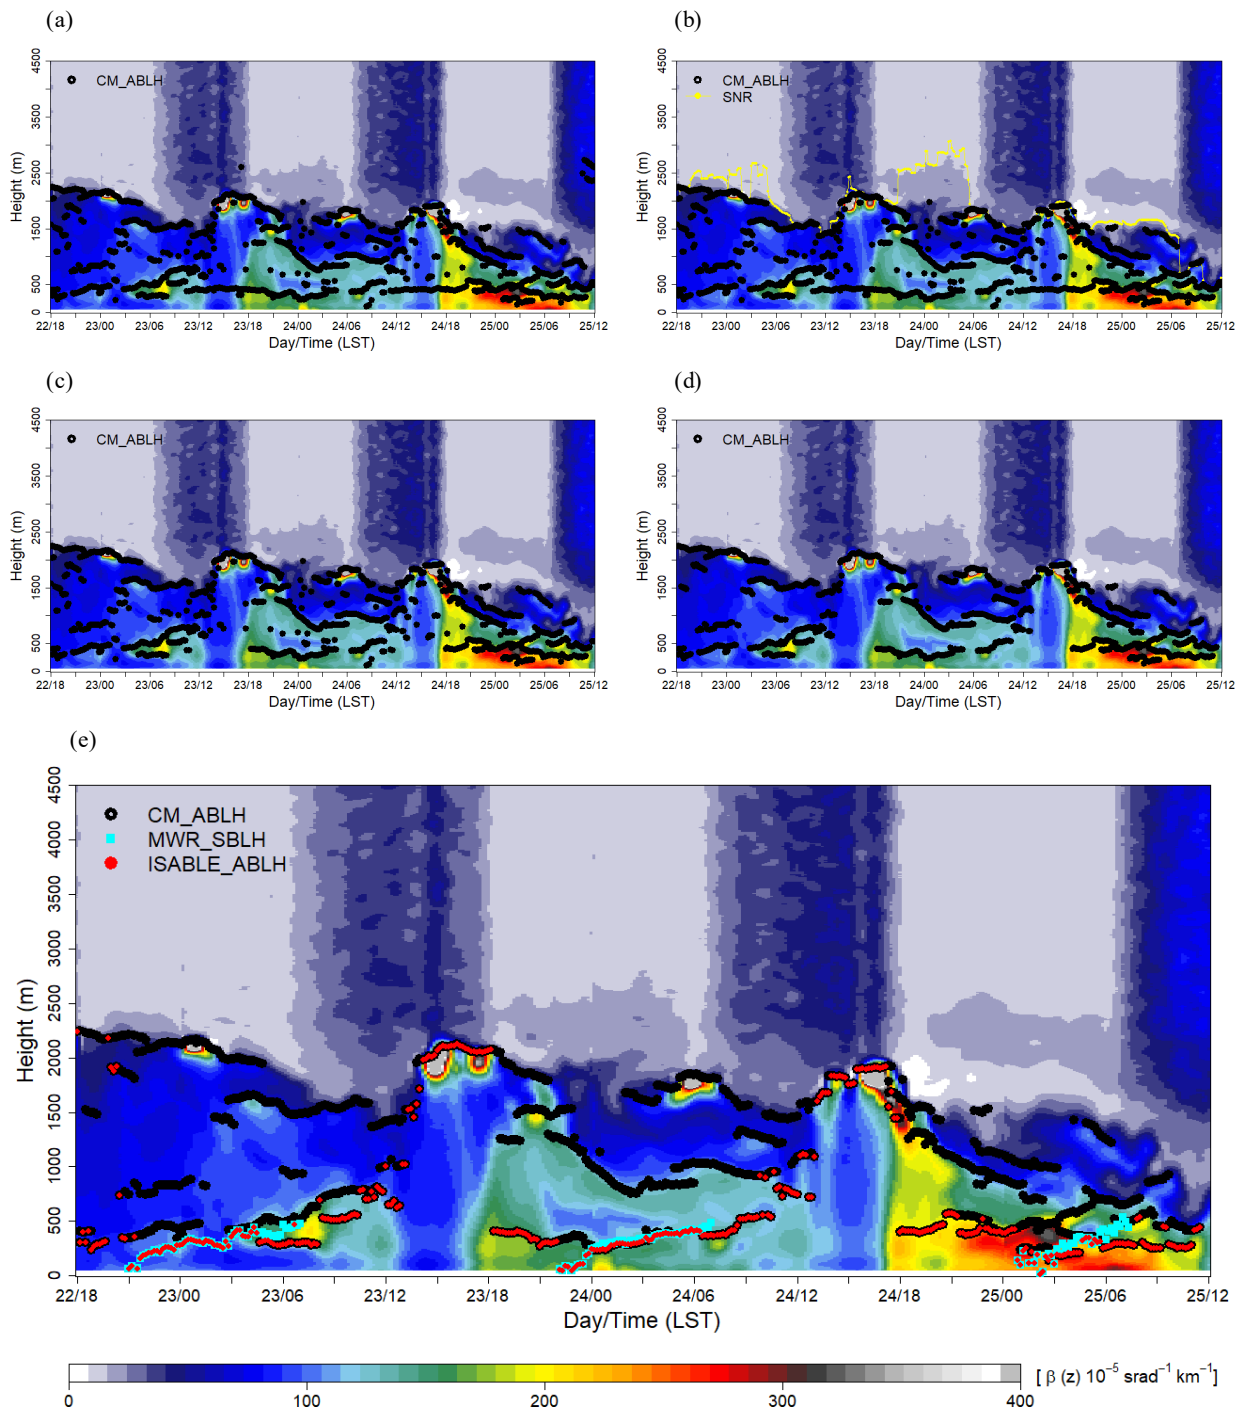 (a)
(b)
CM_ABLH
Height (m)
4500
3500
2500
1500
500
0
22/18 23/00 23/06 23/12 23/18 24/00 24/06 24/12 24/18 25/00 25/06 25/12
Day/Time (LST)
CM_ABLH
SNR
Height (m)
4500
3500
2500
1500
500
0
22/18 23/00 23/06 23/12 23/18 24/00 24/06 24/12 24/18 25/00 25/06 25/12
Day/Time (LST)
(c)
(d)
CM_ABLH
Height (m)
4500
3500
2500
1500
500
0
22/18 23/00 23/06 23/12 23/18 24/00 24/06 24/12 24/18 25/00 25/06 25/12
Day/Time (LST)
CM_ABLH
Height (m)
4500
3500
2500
1500
500
0
22/18 23/00 23/06 23/12 23/18 24/00 24/06 24/12 24/18 25/00 25/06 25/12
Day/Time (LST)
(e)
CM_ABLH
MWR_SBLH
ISABLE_ABLH
Height (m)
4500
4000
3500
3000
2500
2000
1500
1000
500
0
22/18 23/00 23/06 23/12 23/18 24/00 24/06 24/12 24/18 25/00 25/06 25/12
Day/Time (LST)
0 100 200 300 400
[ β (z) 10⁻⁵ srad⁻¹ km⁻¹ ]